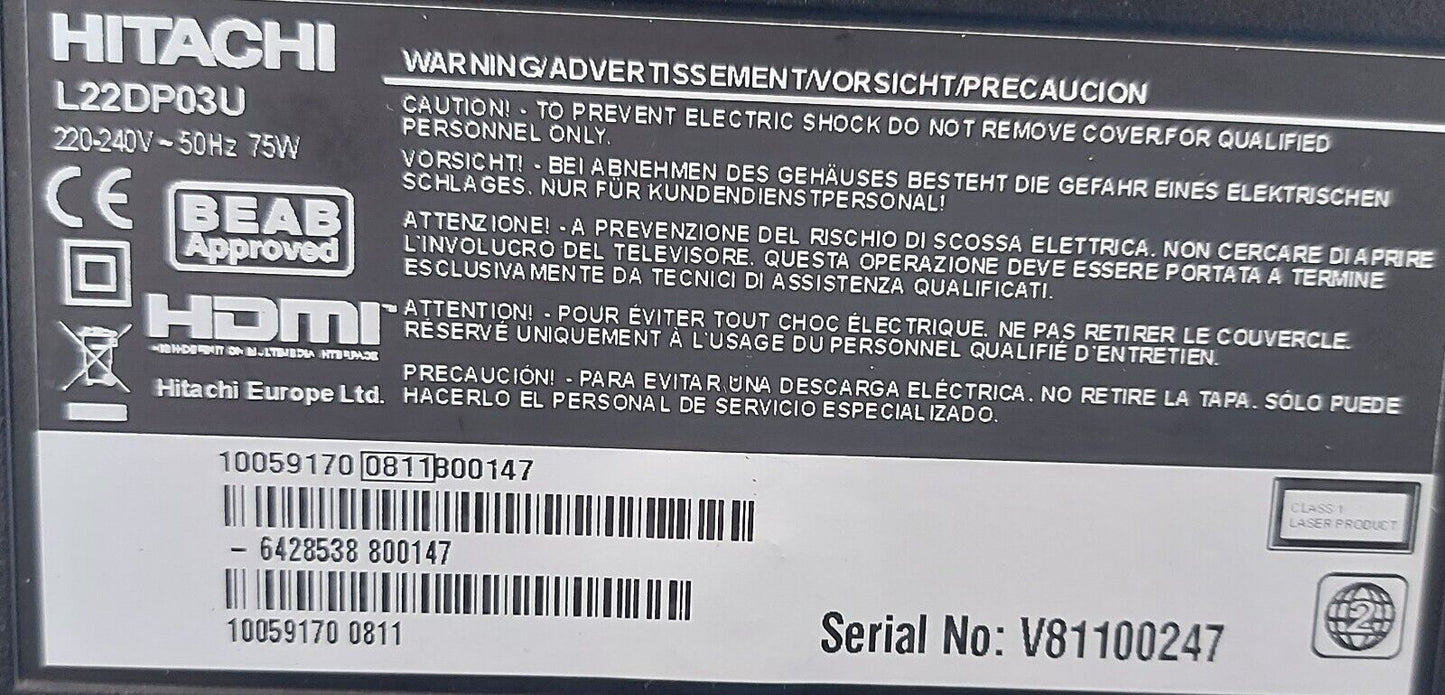 HITACHI
L22DP03U
220-240V ~ 50Hz 75W
CE
BEAB
Approved
HDMI™
HIGH-DEFINITION MULTIMEDIA INTERFACE
Hitachi Europe Ltd.
WARNING/ADVERTISSEMENT/VORSICHT/PRECAUCION
CAUTION! - TO PREVENT ELECTRIC SHOCK DO NOT REMOVE COVER.FOR QUALIFIED
PERSONNEL ONLY.
VORSICHT! - BEI ABNEHMEN DES GEHÄUSES BESTEHT DIE GEFAHR EINES ELEKTRISCHEN
SCHLAGES. NUR FÜR KUNDENDIENSTPERSONAL!
ATTENZIONE! - A PREVENZIONE DEL RISCHIO DI SCOSSA ELETTRICA. NON CERCARE DI APRIRE
L'INVOLUCRO DEL TELEVISORE. QUESTA OPERAZIONE DEVE ESSERE PORTATA A TERMINE
ESCLUSIVAMENTE DA TECNICI DI ASSISTENZA QUALIFICATI.
ATTENTION! - POUR ÉVITER TOUT CHOC ÉLECTRIQUE. NE PAS RETIRER LE COUVERCLE.
RÉSERVÉ UNIQUEMENT À L'USAGE DU PERSONNEL QUALIFIÉ D'ENTRETIEN.
PRECAUCIÓN! - PARA EVITAR UNA DESCARGA ELÉCTRICA. NO RETIRE LA TAPA. SÓLO PUEDE
HACERLO EL PERSONAL DE SERVICIO ESPECIALIZADO.
10059170 0811800147
- 6428538 800147
10059170 0811
CLASS 1
LASER PRODUCT
2
Serial No: V81100247